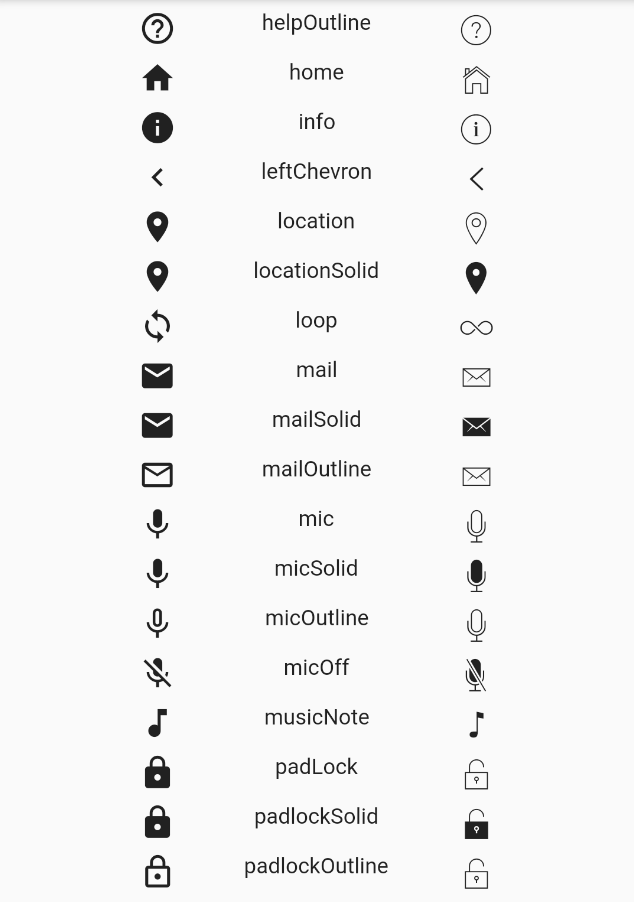 helpOutline
home
info
leftChevron
location
locationSolid
loop
mail
mailSolid
mailOutline
mic
micSolid
micOutline
micOff
musicNote
padLock
padlockSolid
padlockOutline